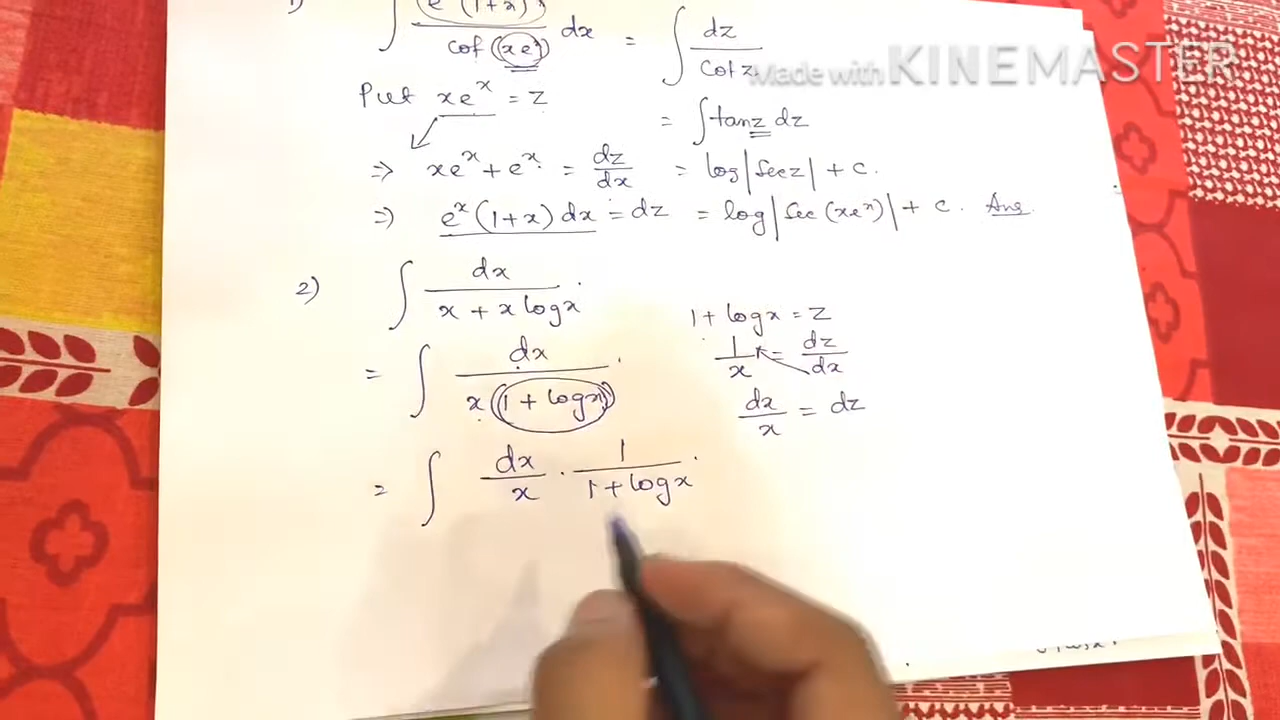 1) ∫ e^x (1+x) / cot (xe^x) dx = ∫ dz / cot z
Made with KINEMASTER
Put xe^x = z
= ∫ tan z dz
⇒ xe^x + e^x = dz/dx = log|sec z| + c.
⇒ e^x (1+x) dx = dz = log|sec (xe^x)| + c. Ans
2) ∫ dx / x + x log x
= ∫ dx / x(1 + log x)
1 + log x = z
1/x = dz/dx
dx/x = dz
= ∫ dx/x · 1 / 1 + log x